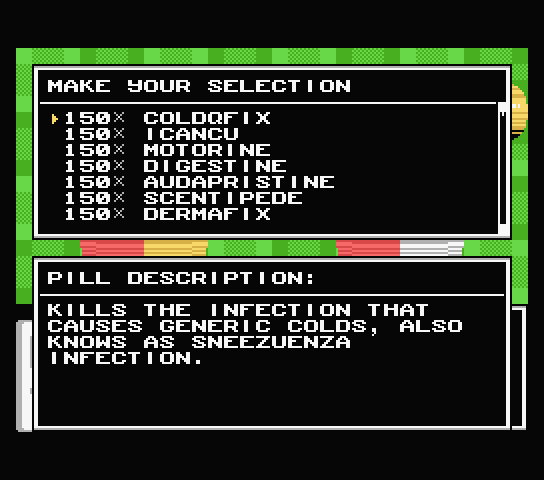 MAKE YOUR SELECTION
150× COLDQFIX
150× ICANCU
150× MOTORINE
150× DIGESTINE
150× AUDAPRISTINE
150× SCENTIPEDE
150× DERMAFIX
PILL DESCRIPTION:
KILLS THE INFECTION THAT
CAUSES GENERIC COLDS, ALSO
KNOWS AS SNEEZUENZA
INFECTION.